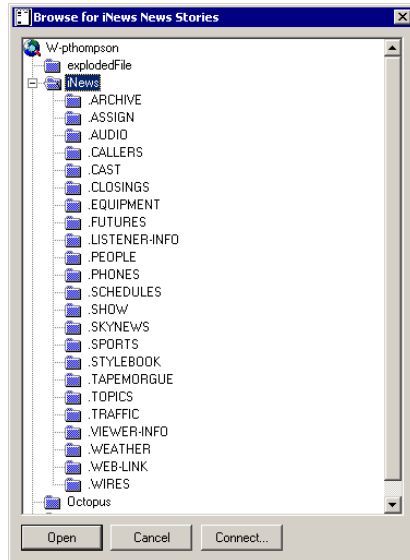 Browse for iNews News Stories
W-pthompson
explodedFile
iNews
.ARCHIVE
.ASSIGN
.AUDIO
.CALLERS
.CAST
.CLOSINGS
.EQUIPMENT
.FUTURES
.LISTENER-INFO
.PEOPLE
.PHONES
.SCHEDULES
.SHOW
.SKYNEWS
.SPORTS
.STYLEBOOK
.TAPEMORGUE
.TOPICS
.TRAFFIC
.VIEWER-INFO
.WEATHER
.WEB-LINK
.WIRES
Octopus
Open Cancel Connect...